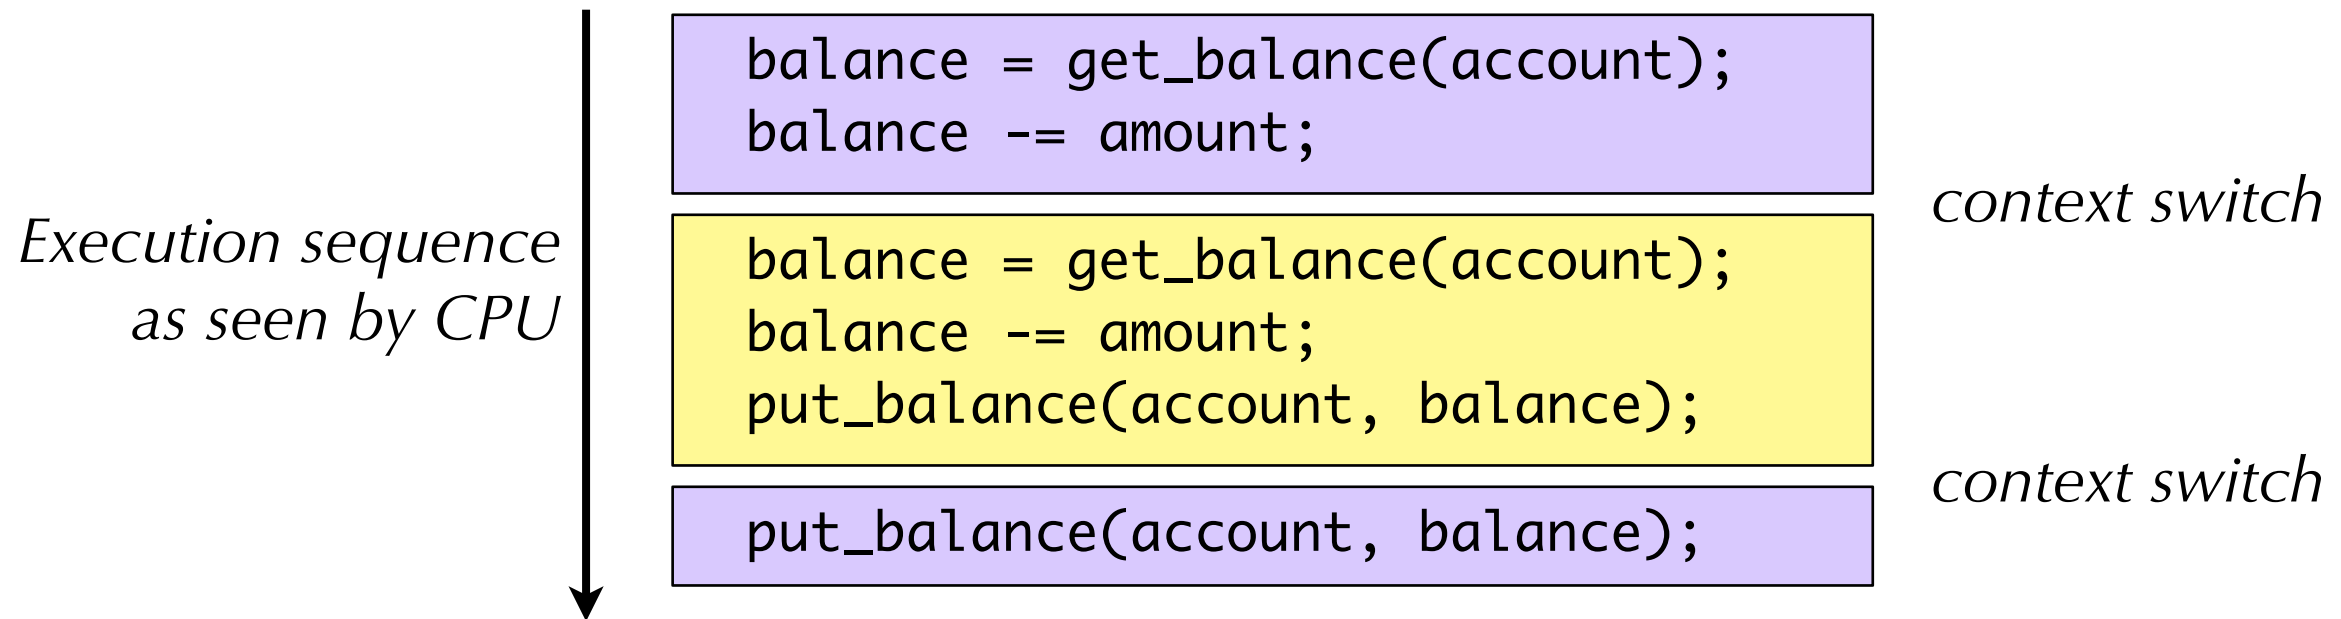 balance = get_balance(account);
balance -= amount;
context switch
Execution sequence
as seen by CPU
balance = get_balance(account);
balance -= amount;
put_balance(account, balance);
context switch
put_balance(account, balance);